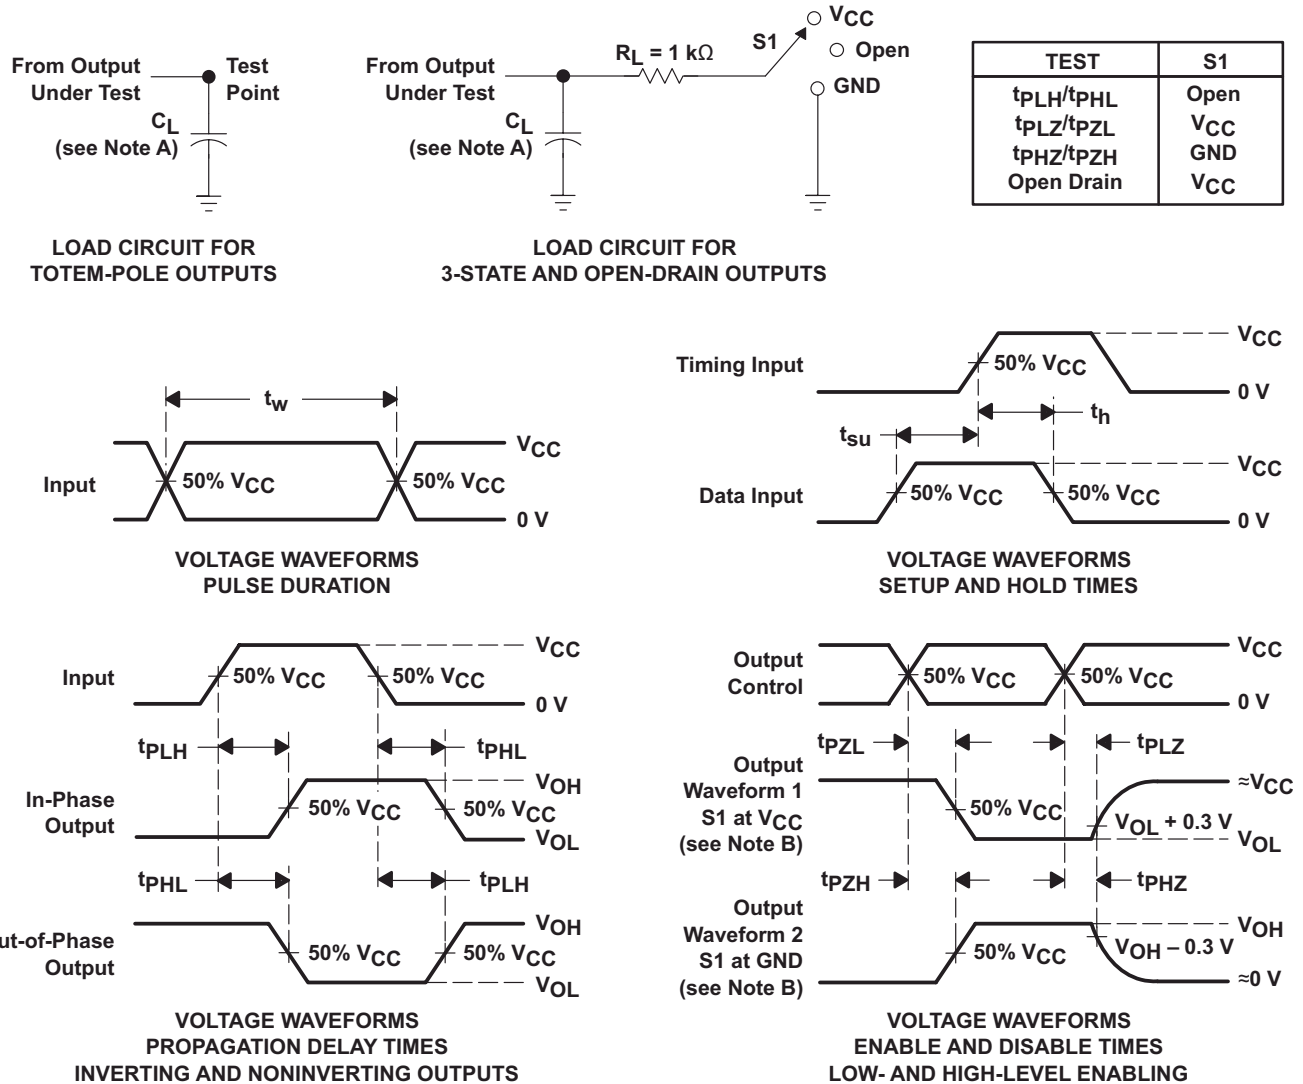 From Output
Under Test
Test
Point
CL
(see Note A)
LOAD CIRCUIT FOR
TOTEM-POLE OUTPUTS
From Output
Under Test
CL
(see Note A)
RL = 1 kΩ
S1
VCC
Open
GND
LOAD CIRCUIT FOR
3-STATE AND OPEN-DRAIN OUTPUTS
TEST S1
tPLH/tPHL Open
tPLZ/tPZL VCC
tPHZ/tPZH GND
Open Drain VCC
tw
Input
50% VCC
50% VCC
VCC
0 V
VOLTAGE WAVEFORMS
PULSE DURATION
Timing Input
50% VCC
VCC
0 V
tsu
th
Data Input
50% VCC
50% VCC
VCC
0 V
VOLTAGE WAVEFORMS
SETUP AND HOLD TIMES
Input
50% VCC
50% VCC
VCC
0 V
tPLH
tPHL
In-Phase
Output
50% VCC
50% VCC
VOH
VOL
tPHL
tPLH
ut-of-Phase
Output
50% VCC
50% VCC
VOH
VOL
VOLTAGE WAVEFORMS
PROPAGATION DELAY TIMES
INVERTING AND NONINVERTING OUTPUTS
Output
Control
50% VCC
50% VCC
VCC
0 V
tPZL
tPLZ
Output
Waveform 1
S1 at VCC
(see Note B)
50% VCC
≈VCC
VOL + 0.3 V
VOL
tPZH
tPHZ
Output
Waveform 2
S1 at GND
(see Note B)
50% VCC
VOH
VOH − 0.3 V
≈0 V
VOLTAGE WAVEFORMS
ENABLE AND DISABLE TIMES
LOW- AND HIGH-LEVEL ENABLING